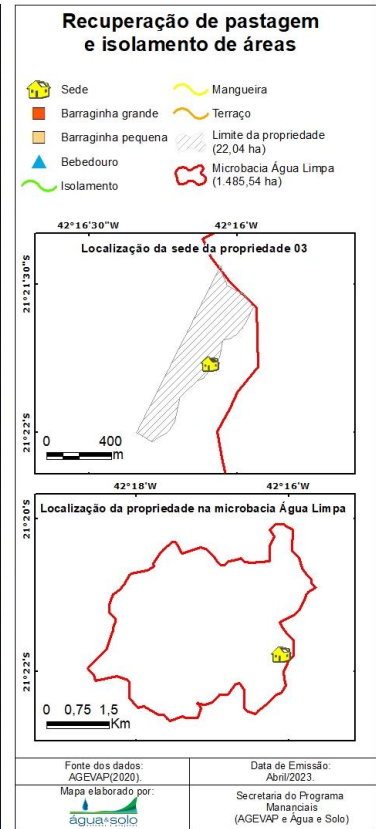 Recuperação de pastagem
e isolamento de áreas
Sede
Mangueira
Barraginha grande
Terraço
Barraginha pequena
Limite da propriedade
(22,04 ha)
Bebedouro
Microbacia Água Limpa
(1.485,54 ha)
Isolamento
42°16'30"W
42°16'W
Localização da sede da propriedade 03
21°21'30"S
21°22'S
0 400
m
42°18'W
42°16'W
Localização da propriedade na microbacia Água Limpa
21°20'S
21°22'S
0 0,75 1,5
Km
Fonte dos dados:
AGEVAP(2020).
Data de Emissão:
Abril/2023.
Mapa elaborado por:
água&solo
Secretaria do Programa
Mananciais
(AGEVAP e Água e Solo)